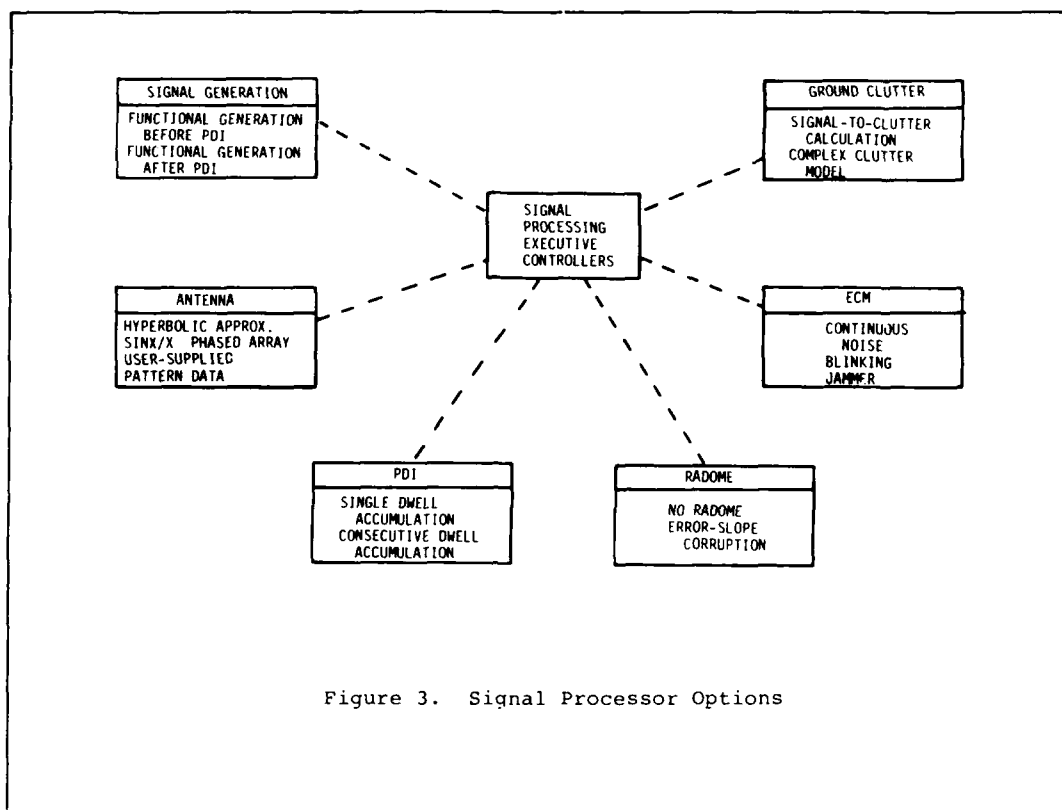 SIGNAL GENERATION
FUNCTIONAL GENERATION
BEFORE PDI
FUNCTIONAL GENERATION
AFTER PDI
GROUND CLUTTER
SIGNAL-TO-CLUTTER
CALCULATION
COMPLEX CLUTTER
MODEL
SIGNAL
PROCESSING
EXECUTIVE
CONTROLLERS
ANTENNA
HYPERBOLIC APPROX.
SINX/X PHASED ARRAY
USER-SUPPLIED
PATTERN DATA
ECM
CONTINUOUS
NOISE
BLINKING
JAMMER
PDI
SINGLE DWELL
ACCUMULATION
CONSECUTIVE DWELL
ACCUMULATION
RADOME
NO RADOME
ERROR-SLOPE
CORRUPTION
Figure 3. Signal Processor Options